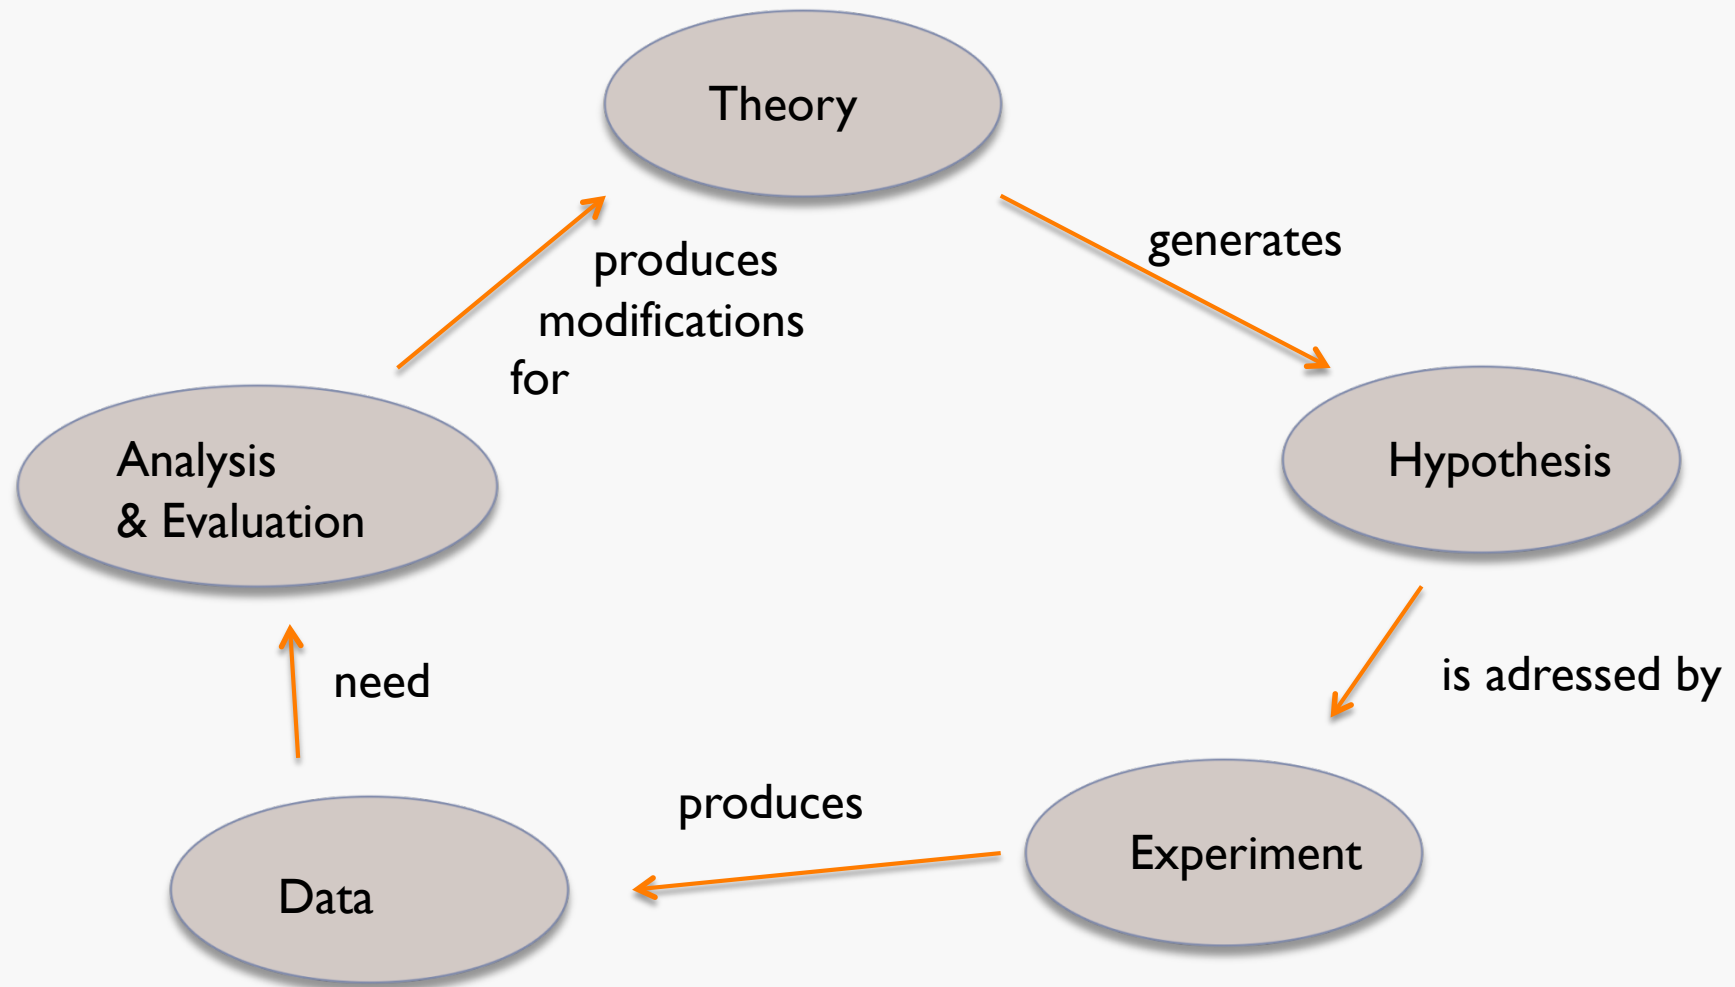 Theory
generates
produces
modifications
for
Analysis
& Evaluation
Hypothesis
need
is adressed by
produces
Experiment
Data